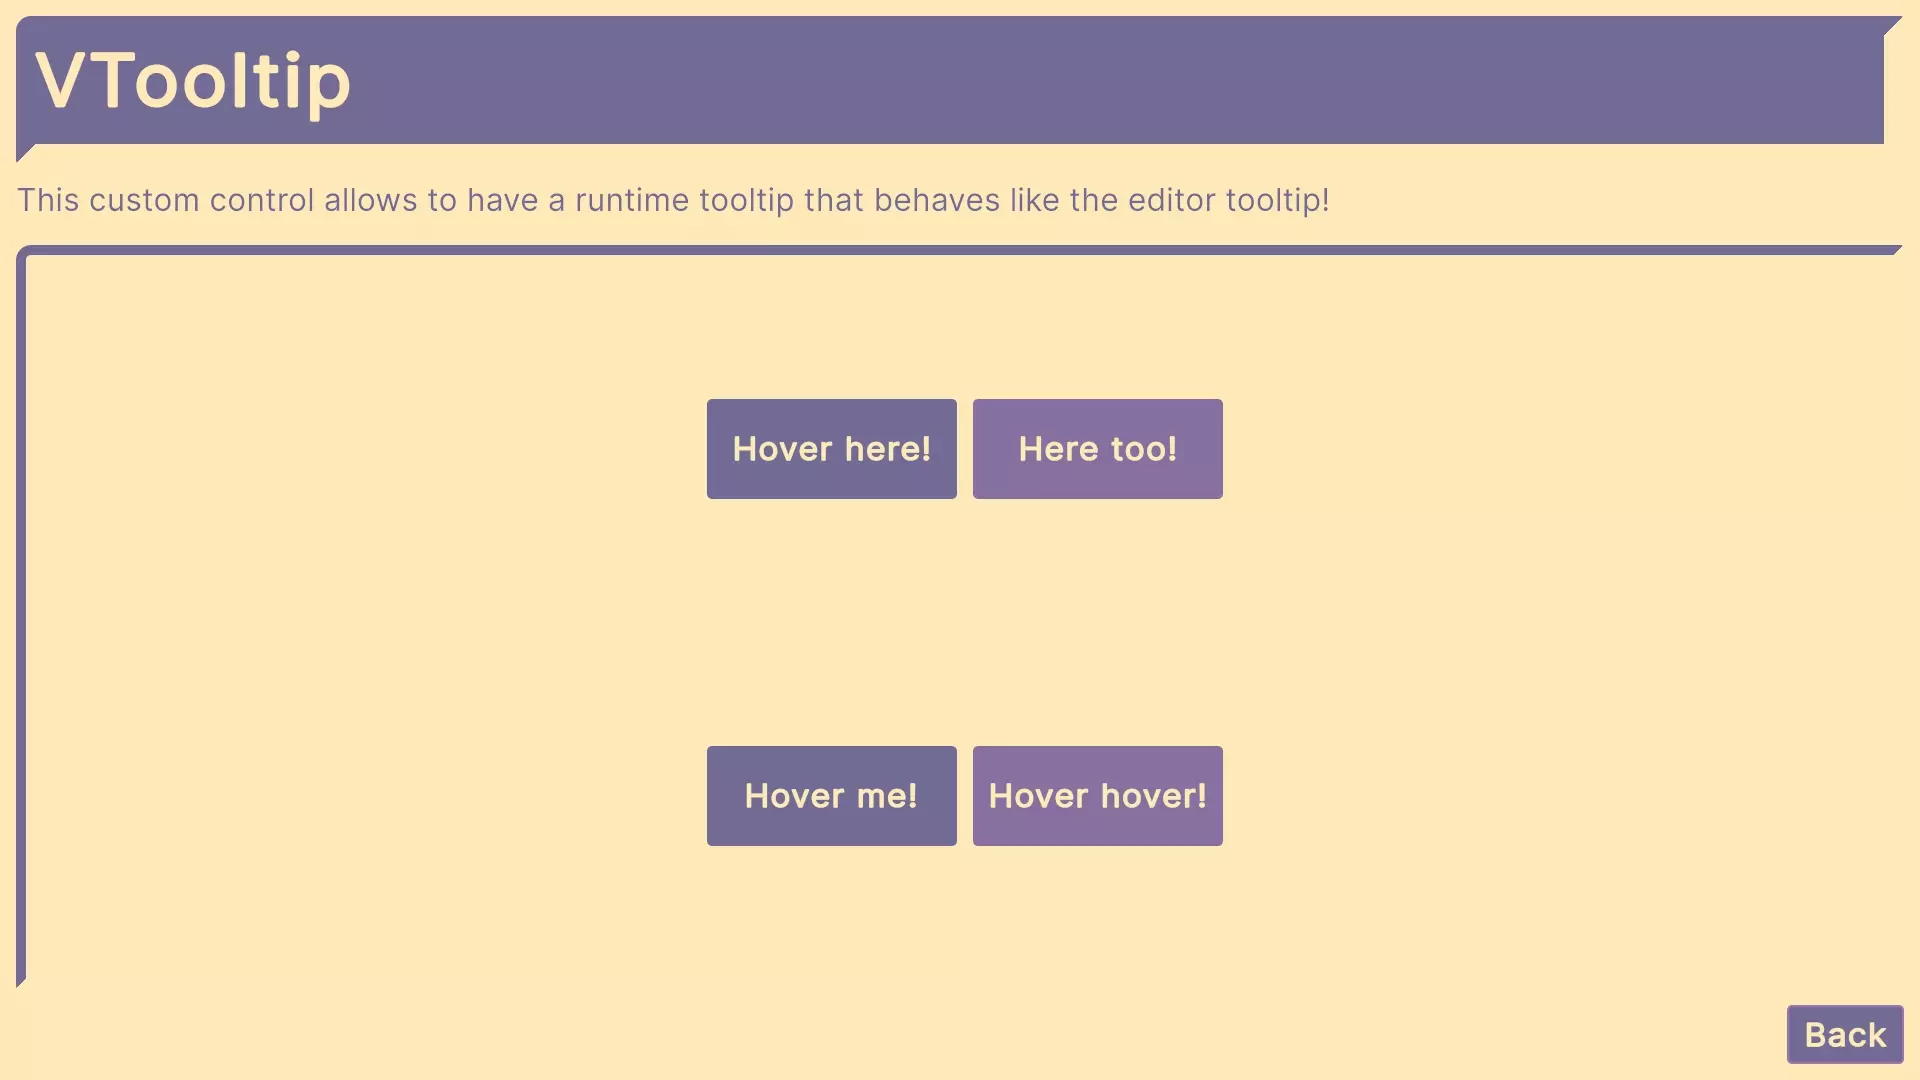 VTooltip
This custom control allows to have a runtime tooltip that behaves like the editor tooltip!
Hover here!
Here too!
Hover me!
Hover hover!
Back